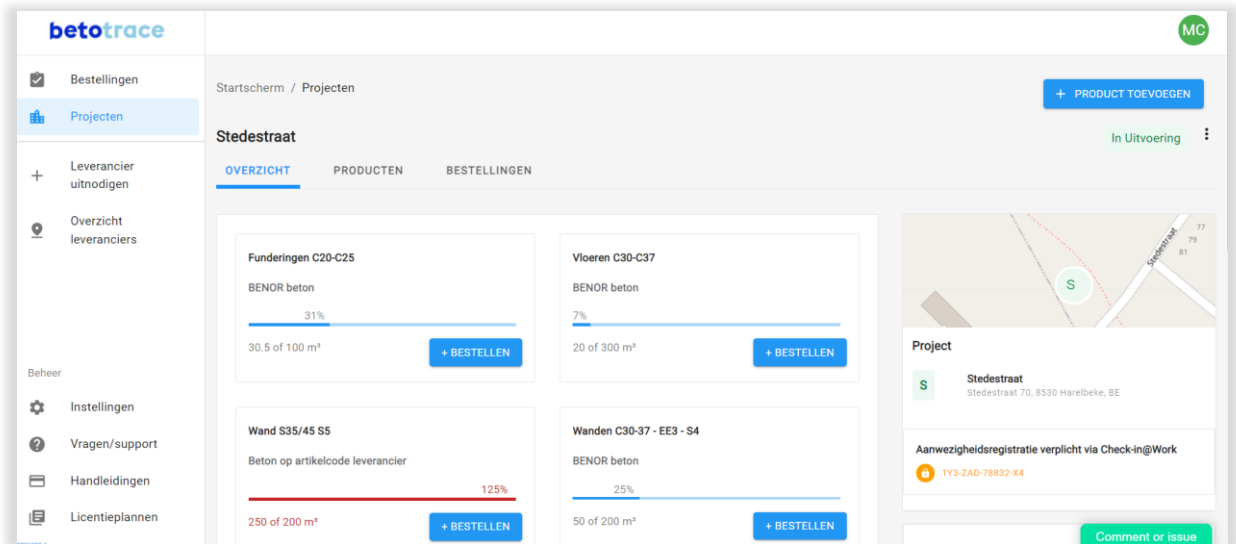 betotrace
MC
Bestellingen
Projecten
Leverancier
uitnodigen
Overzicht
leveranciers
Beheer
Instellingen
Vragen/support
Handleidingen
Licentieplannen
Startscherm / Projecten
+ PRODUCT TOEVOEGEN
Stedestraat
In Uitvoering
OVERZICHT PRODUCTEN BESTELLINGEN
Funderingen C20-C25
BENOR beton
31%
30.5 of 100 m³
+ BESTELLEN
Vloeren C30-C37
BENOR beton
7%
20 of 300 m³
+ BESTELLEN
Wand S35/45 S5
Beton op artikelcode leverancier
125%
250 of 200 m³
+ BESTELLEN
Wanden C30-37 - EE3 - S4
BENOR beton
25%
50 of 200 m³
+ BESTELLEN
Stedestraat
77
79
81
S
Project
S
Stedestraat
Stedestraat 70, 8530 Harelbeke, BE
Aanwezigheidsregistratie verplicht via Check-in@Work
1Y3-ZAD-78832-X4
Comment or issue